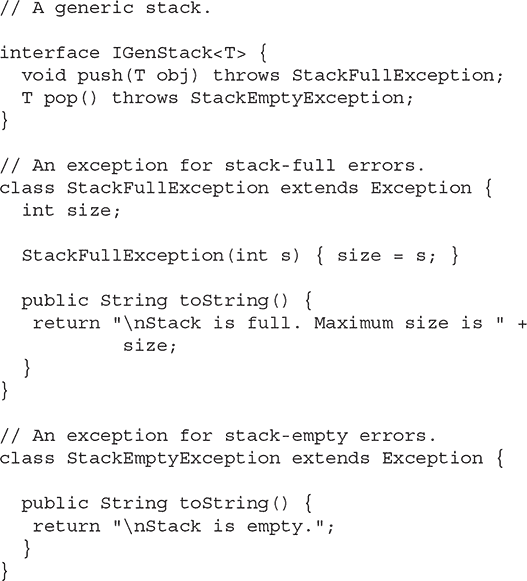 // A generic stack.

interface IGenStack<T> {
  void push(T obj) throws StackFullException;
  T pop() throws StackEmptyException;
}

// An exception for stack-full errors.
class StackFullException extends Exception {
  int size;

  StackFullException(int s) { size = s; }

  public String toString() {
   return "\nStack is full. Maximum size is " +
           size;
  }
}

// An exception for stack-empty errors.
class StackEmptyException extends Exception {

  public String toString() {
   return "\nStack is empty.";
  }
}